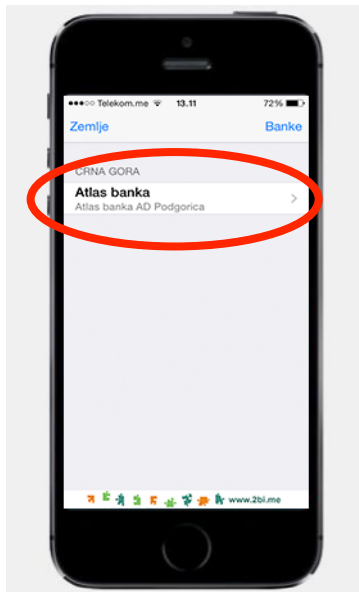 Telekom.me 13.11 72%
Zemlje Banke
CRNA GORA
Atlas banka
Atlas banka AD Podgorica
www.2bi.me